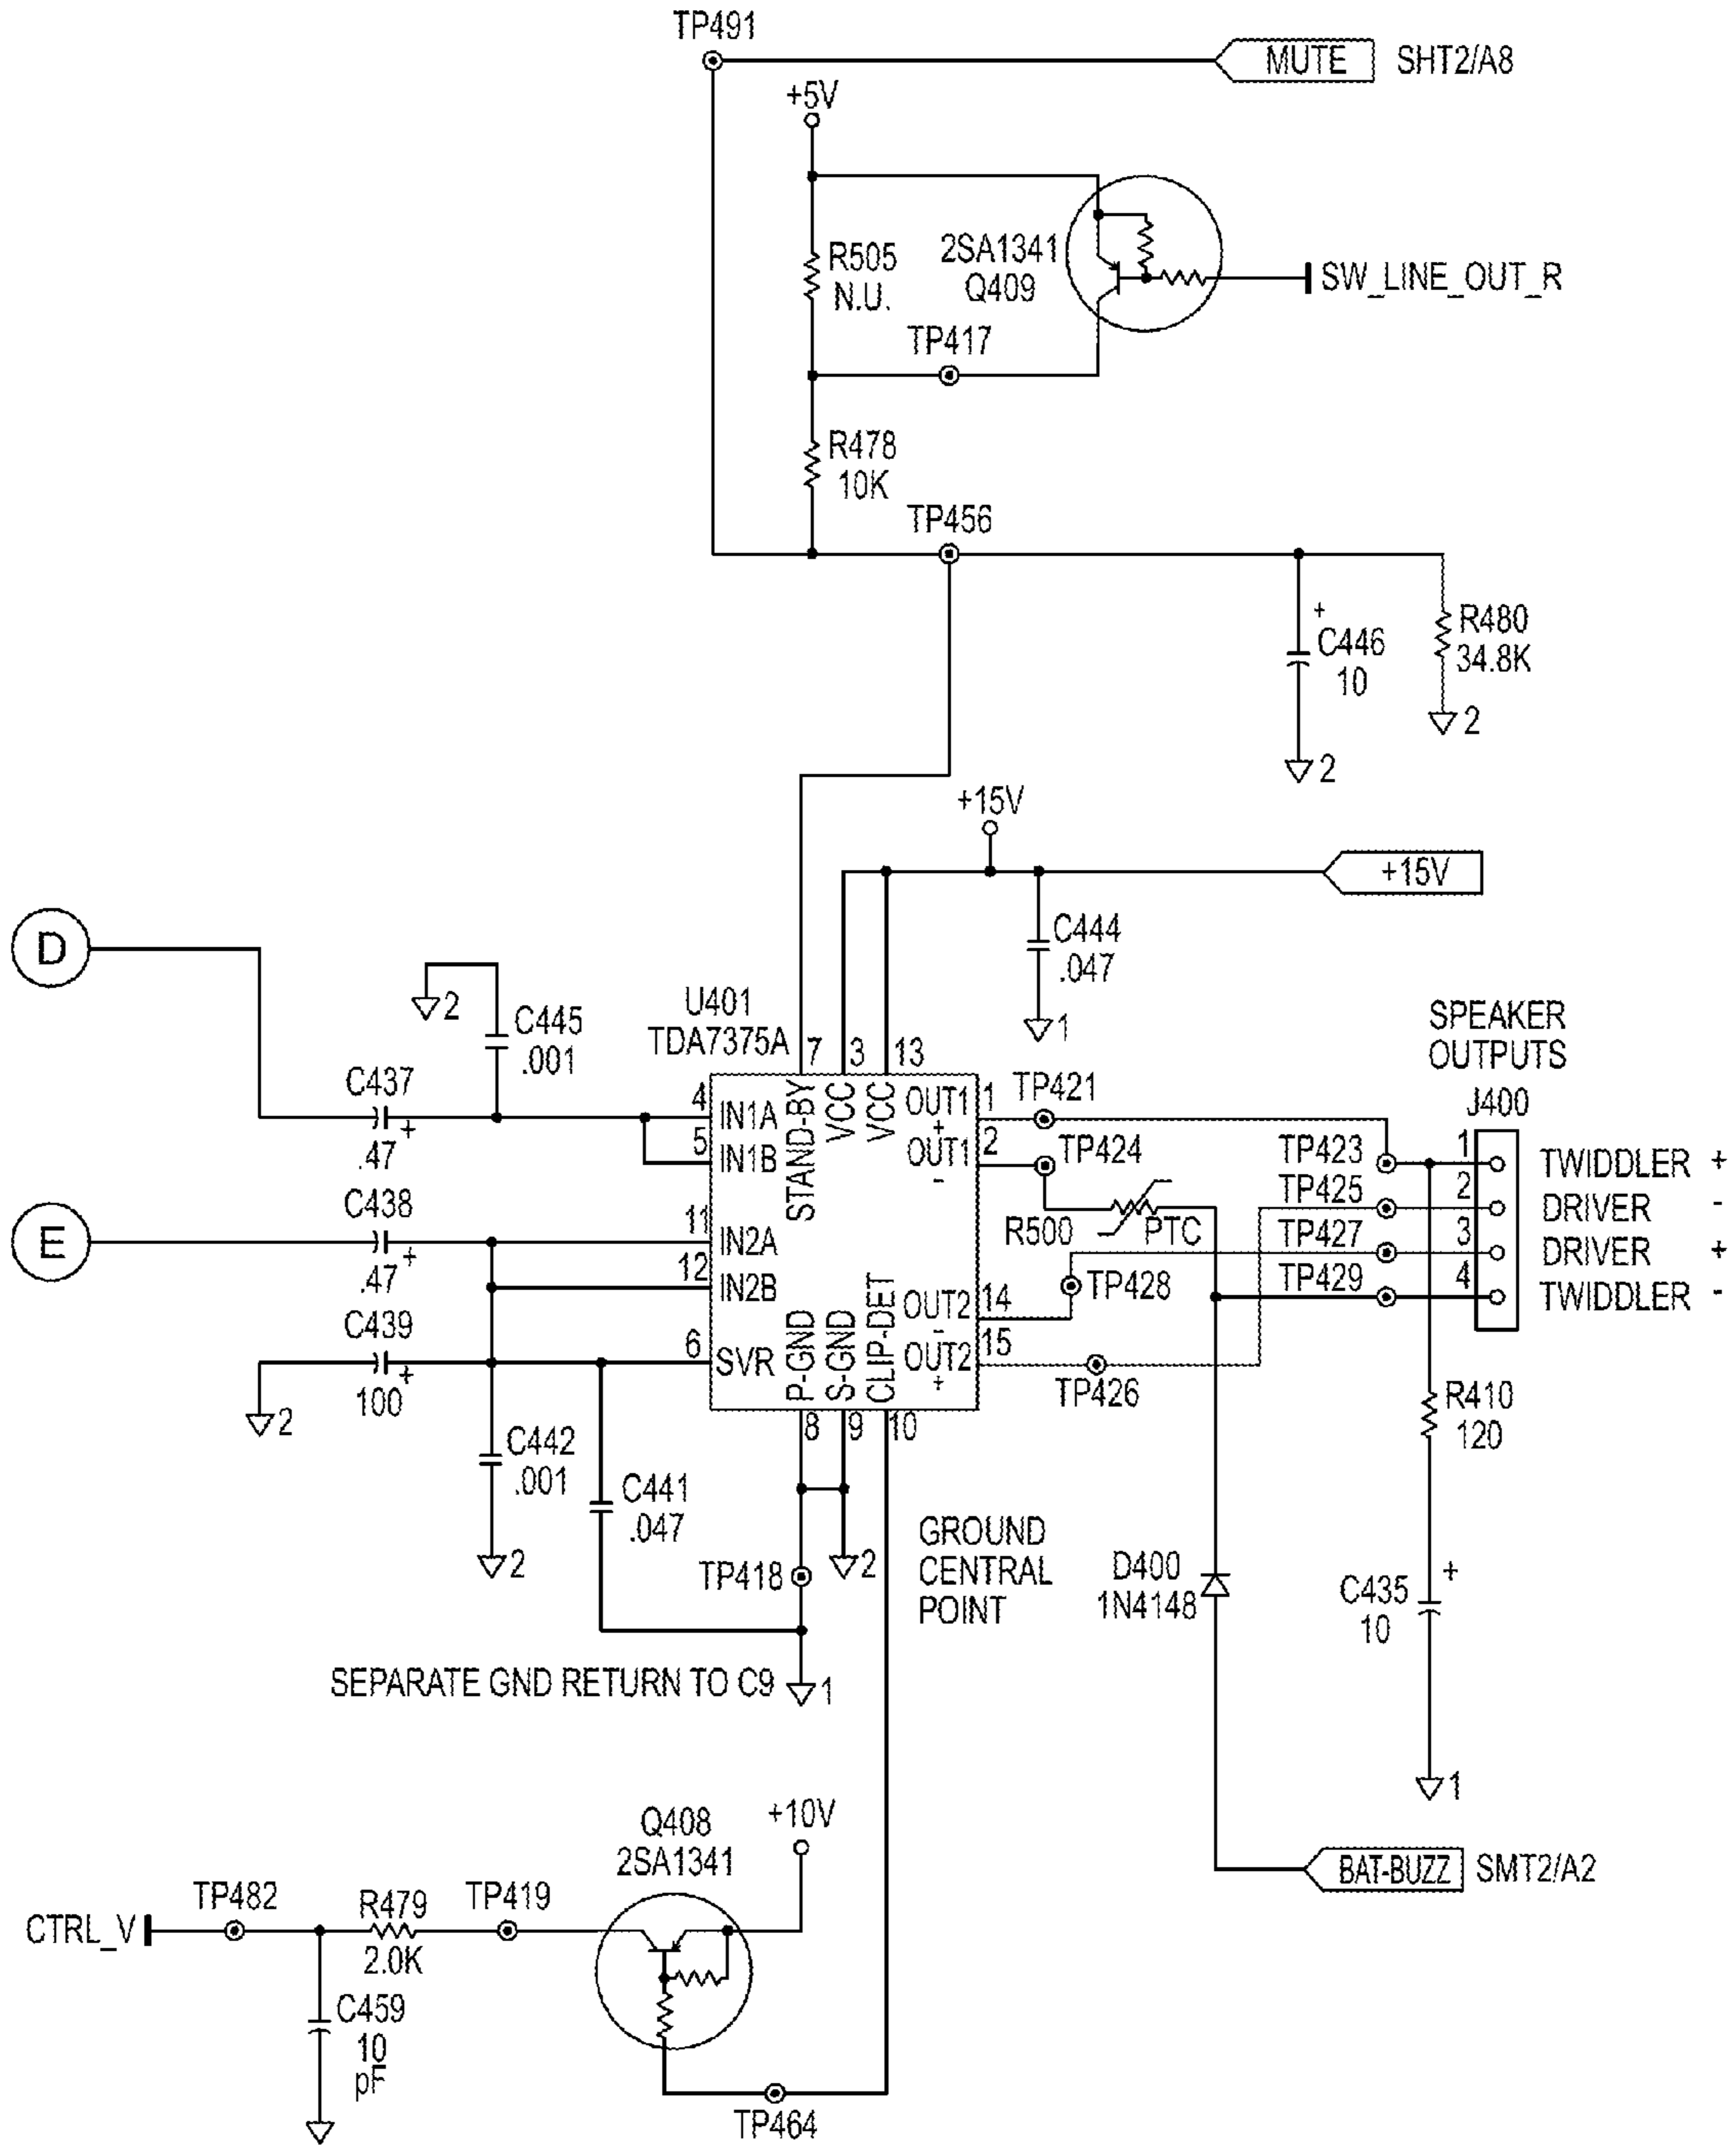 TP491
MUTE SHT2/A8
+5V
R505
N.U.
2SA1341
Q409
SW_LINE_OUT_R
TP417
R478
10K
TP456
+
C446
10
2
R480
34.8K
2
+15V
+15V
C444
.047
1
D
2
C445
.001
U401
TDA7375A
7 3 13
C437
+
.47
4 IN1A
5 IN1B
STAND-BY
VCC
VCC
OUT1 1
+
OUT1 2
-
TP421
TP424
R500 PTC
SPEAKER
OUTPUTS
J400
TP423 1 TWIDDLER +
TP425 2 DRIVER -
TP427 3 DRIVER +
TP429 4 TWIDDLER -
E
C438
+
.47
11 IN2A
12 IN2B
C439
+
100
2
6 SVR
P-GND
S-GND
CLIP-DET
OUT2 14
-
OUT2 15
+
TP428
TP426
8 9 10
C442
.001
2
C441
.047
TP418
2
GROUND
CENTRAL
POINT
SEPARATE GND RETURN TO C9
1
R410
120
D400
1N4148
+
C435
10
1
BAT-BUZZ SMT2/A2
Q408
2SA1341
+10V
CTRL_V
TP482
R479
2.0K
TP419
C459
10
pF
TP464